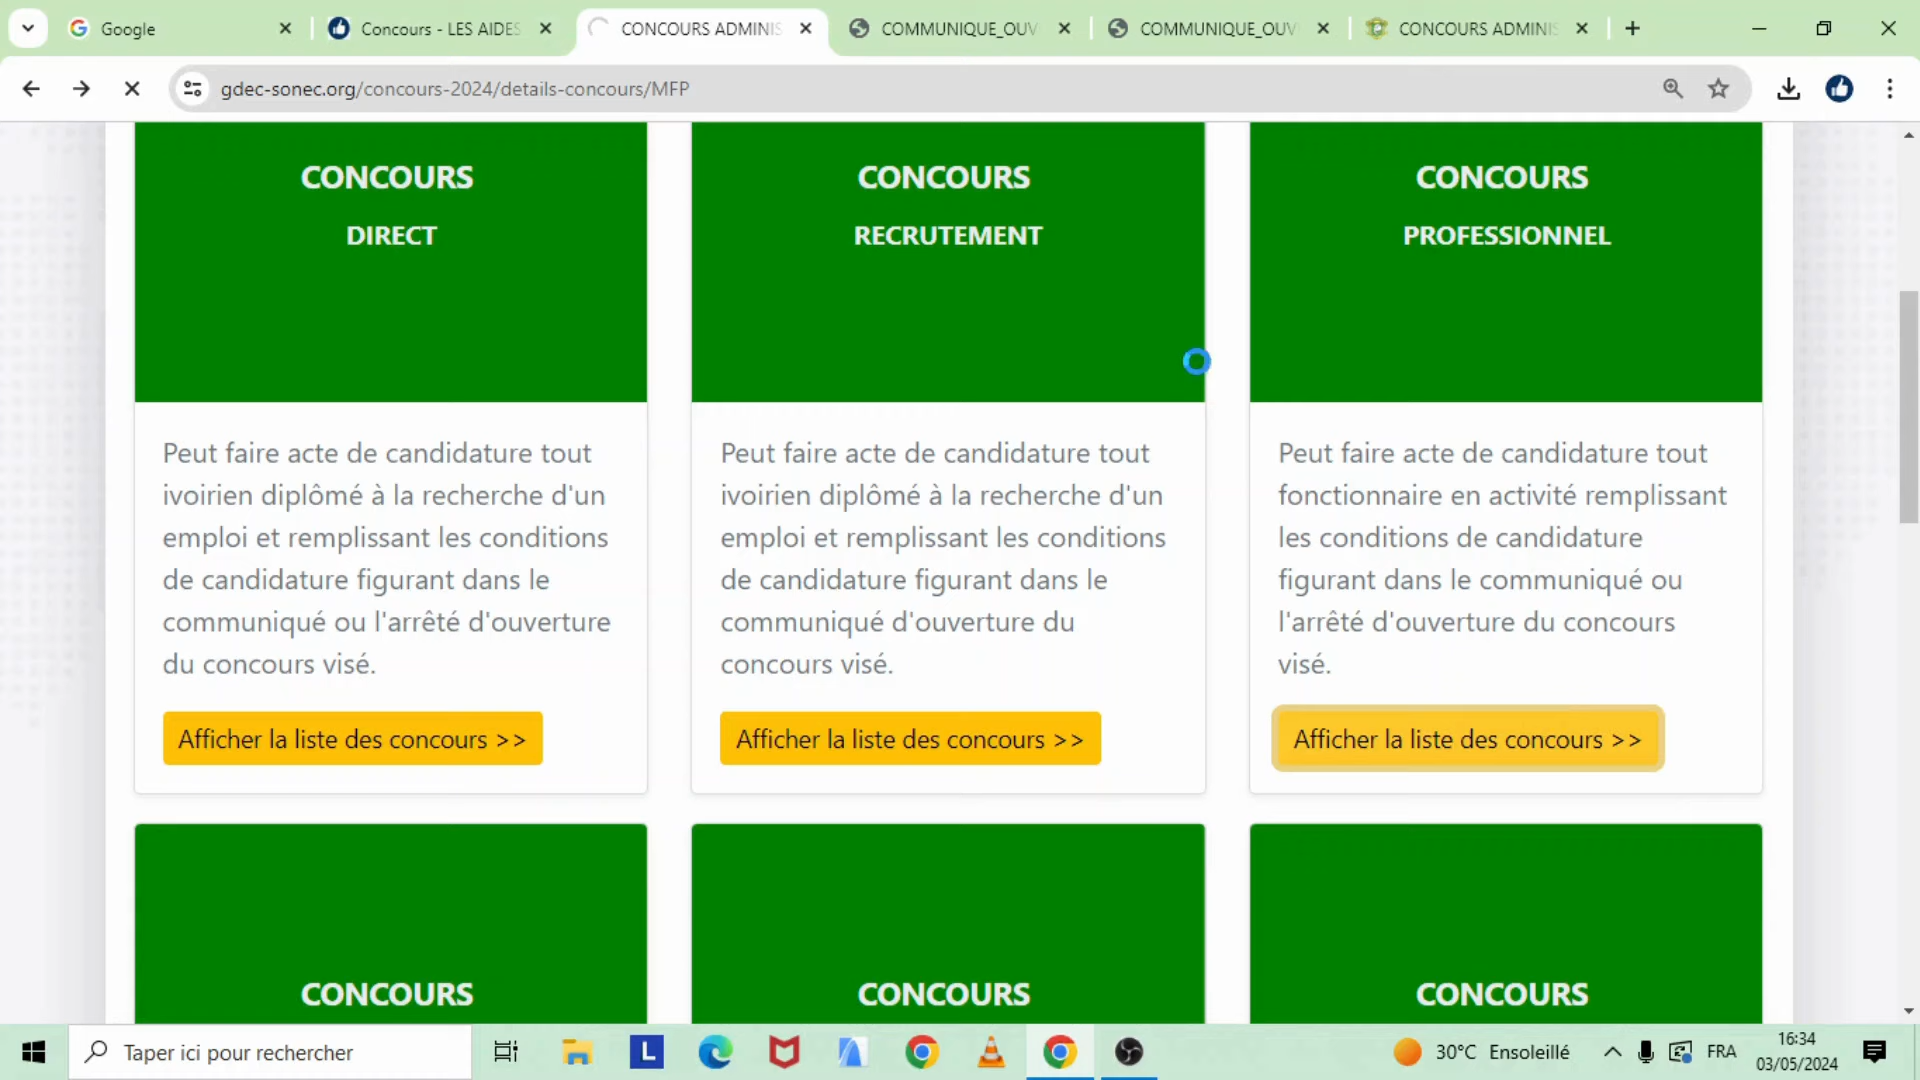 Google
Concours - LES AIDES
CONCOURS ADMINIS
COMMUNIQUE_OUV
COMMUNIQUE_OUV
CONCOURS ADMINIS
gdec-sonec.org/concours-2024/details-concours/MFP
CONCOURS
DIRECT
Peut faire acte de candidature tout
ivoirien diplômé à la recherche d'un
emploi et remplissant les conditions
de candidature figurant dans le
communiqué ou l'arrêté d'ouverture
du concours visé.
Afficher la liste des concours >>
CONCOURS
RECRUTEMENT
Peut faire acte de candidature tout
ivoirien diplômé à la recherche d'un
emploi et remplissant les conditions
de candidature figurant dans le
communiqué d'ouverture du
concours visé.
Afficher la liste des concours >>
CONCOURS
PROFESSIONNEL
Peut faire acte de candidature tout
fonctionnaire en activité remplissant
les conditions de candidature
figurant dans le communiqué ou
l'arrêté d'ouverture du concours
visé.
Afficher la liste des concours >>
CONCOURS
CONCOURS
CONCOURS
Taper ici pour rechercher
L
30°C Ensoleillé
FRA
16:34
03/05/2024